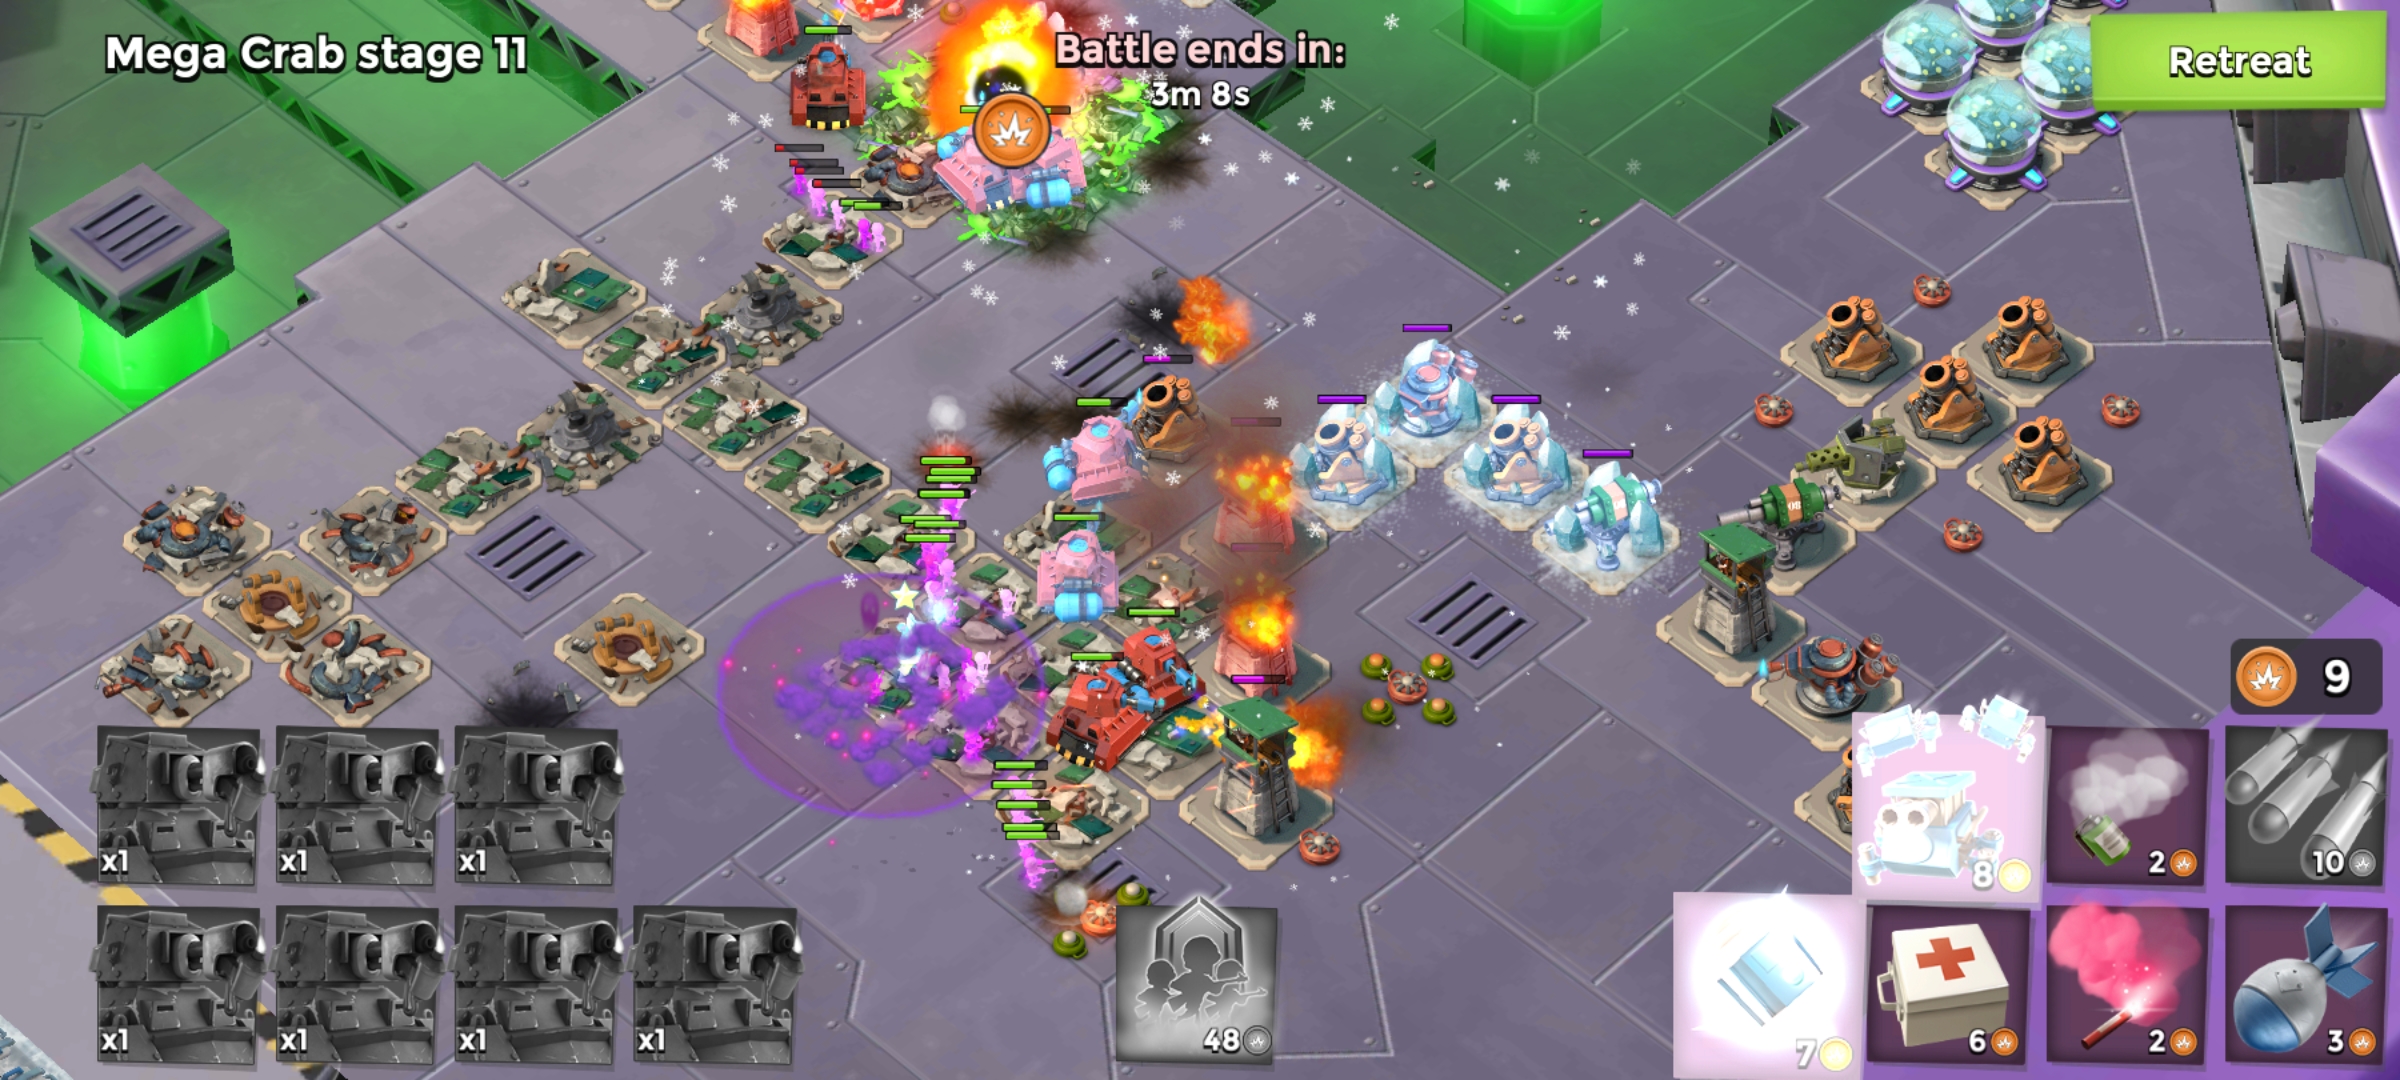 Mega Crab stage 11
Battle ends in:
3m 8s
Retreat
9
x1
x1
x1
8
2
10
x1
x1
x1
x1
48
7
6
2
3